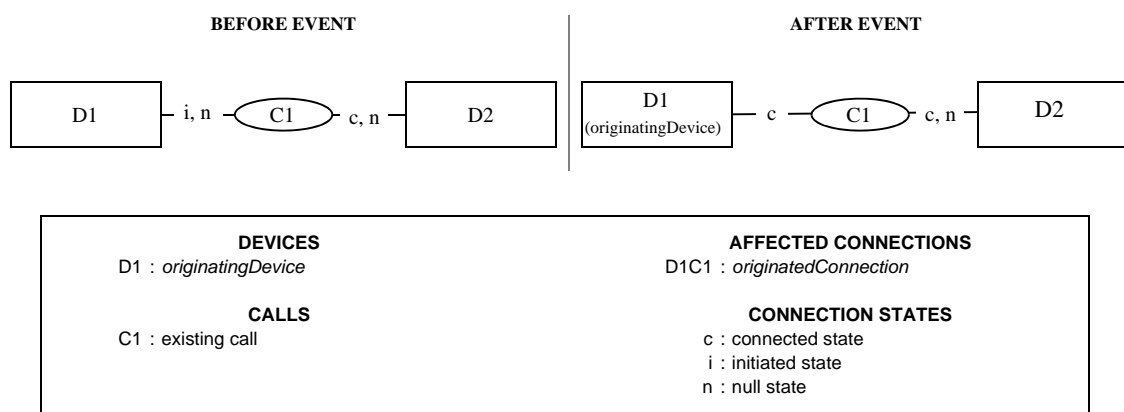 BEFORE EVENT
AFTER EVENT
D1
i, n
C1
c, n
D2
D1
(originatingDevice)
c
C1
c, n
D2
DEVICES
D1 : originatingDevice
CALLS
C1 : existing call
AFFECTED CONNECTIONS
D1C1 : originatedConnection
CONNECTION STATES
c : connected state
i : initiated state
n : null state